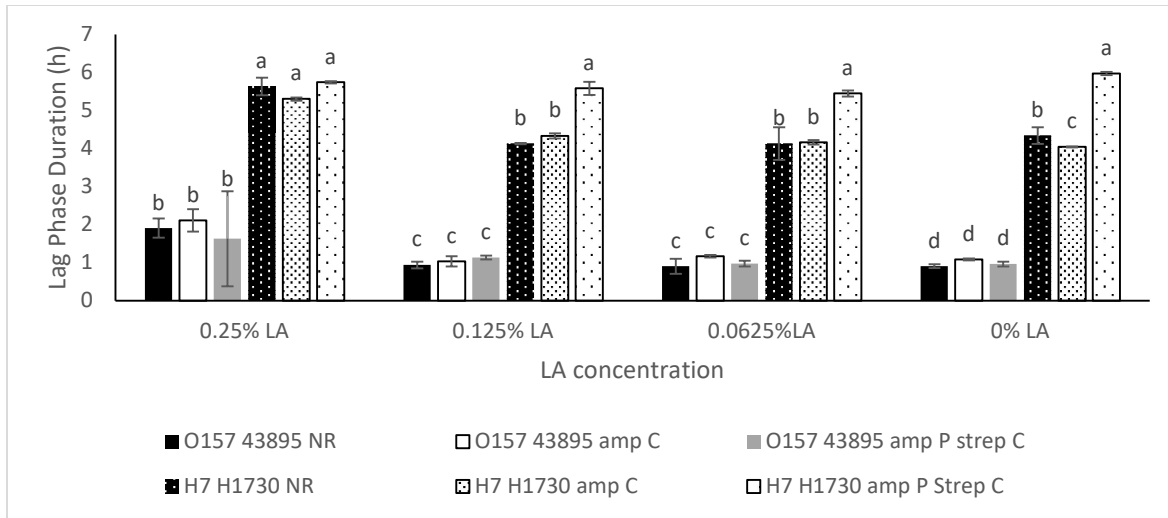 Lag Phase Duration (h)
7
6
5
4
3
2
1
0
b b b a a a
c c c b b a
c c c b b a
d d d b c a
0.25% LA 0.125% LA 0.0625%LA 0% LA
LA concentration
O157 43895 NR O157 43895 amp C O157 43895 amp P strep C
H7 H1730 NR H7 H1730 amp C H7 H1730 amp P Strep C